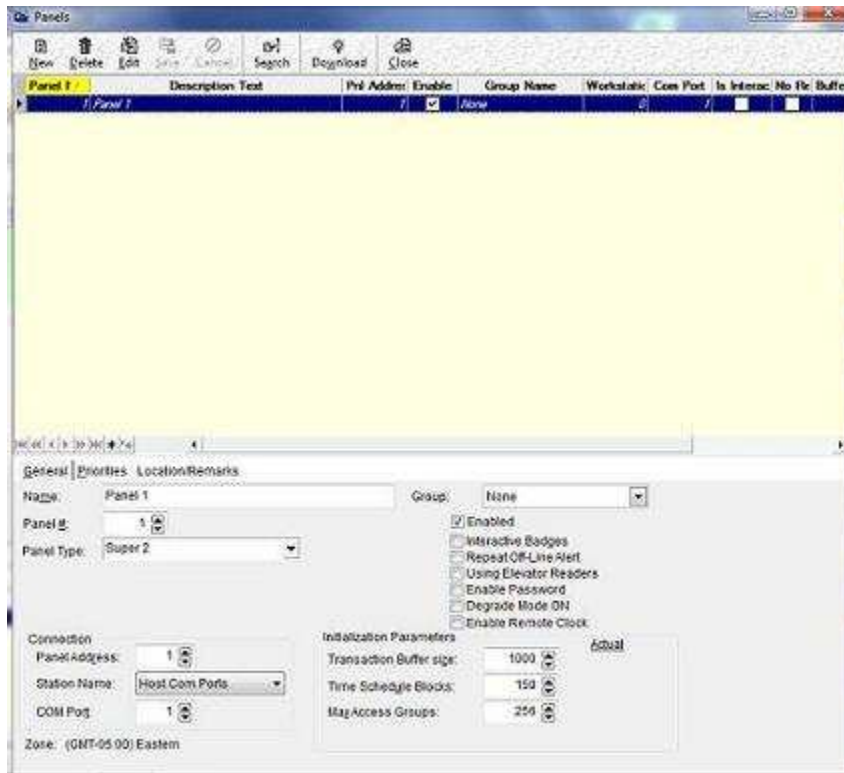 Panels
New Delete Edit Save Cancel Search Download Close
Panel # Description Text Pnl Addres Enable Group Name Workstatic Com Port Is Interac No Re Buffe
1 Panel 1 1 None 0 1
General Priorities Location/Remarks
Name: Panel 1 Group: None
Panel #: 1 Enabled
Panel Type: Super 2 Interactive Badges
Repeat Off-Line Alert
Using Elevator Readers
Enable Password
Degrade Mode ON
Enable Remote Clock
Connection Initialization Parameters Actual
Panel Address: 1 Transaction Buffer size: 1000
Station Name: Host Com Ports Time Schedule Blocks: 150
COM Port 1 Max Access Groups: 256
Zone: (GMT-05:00) Eastern